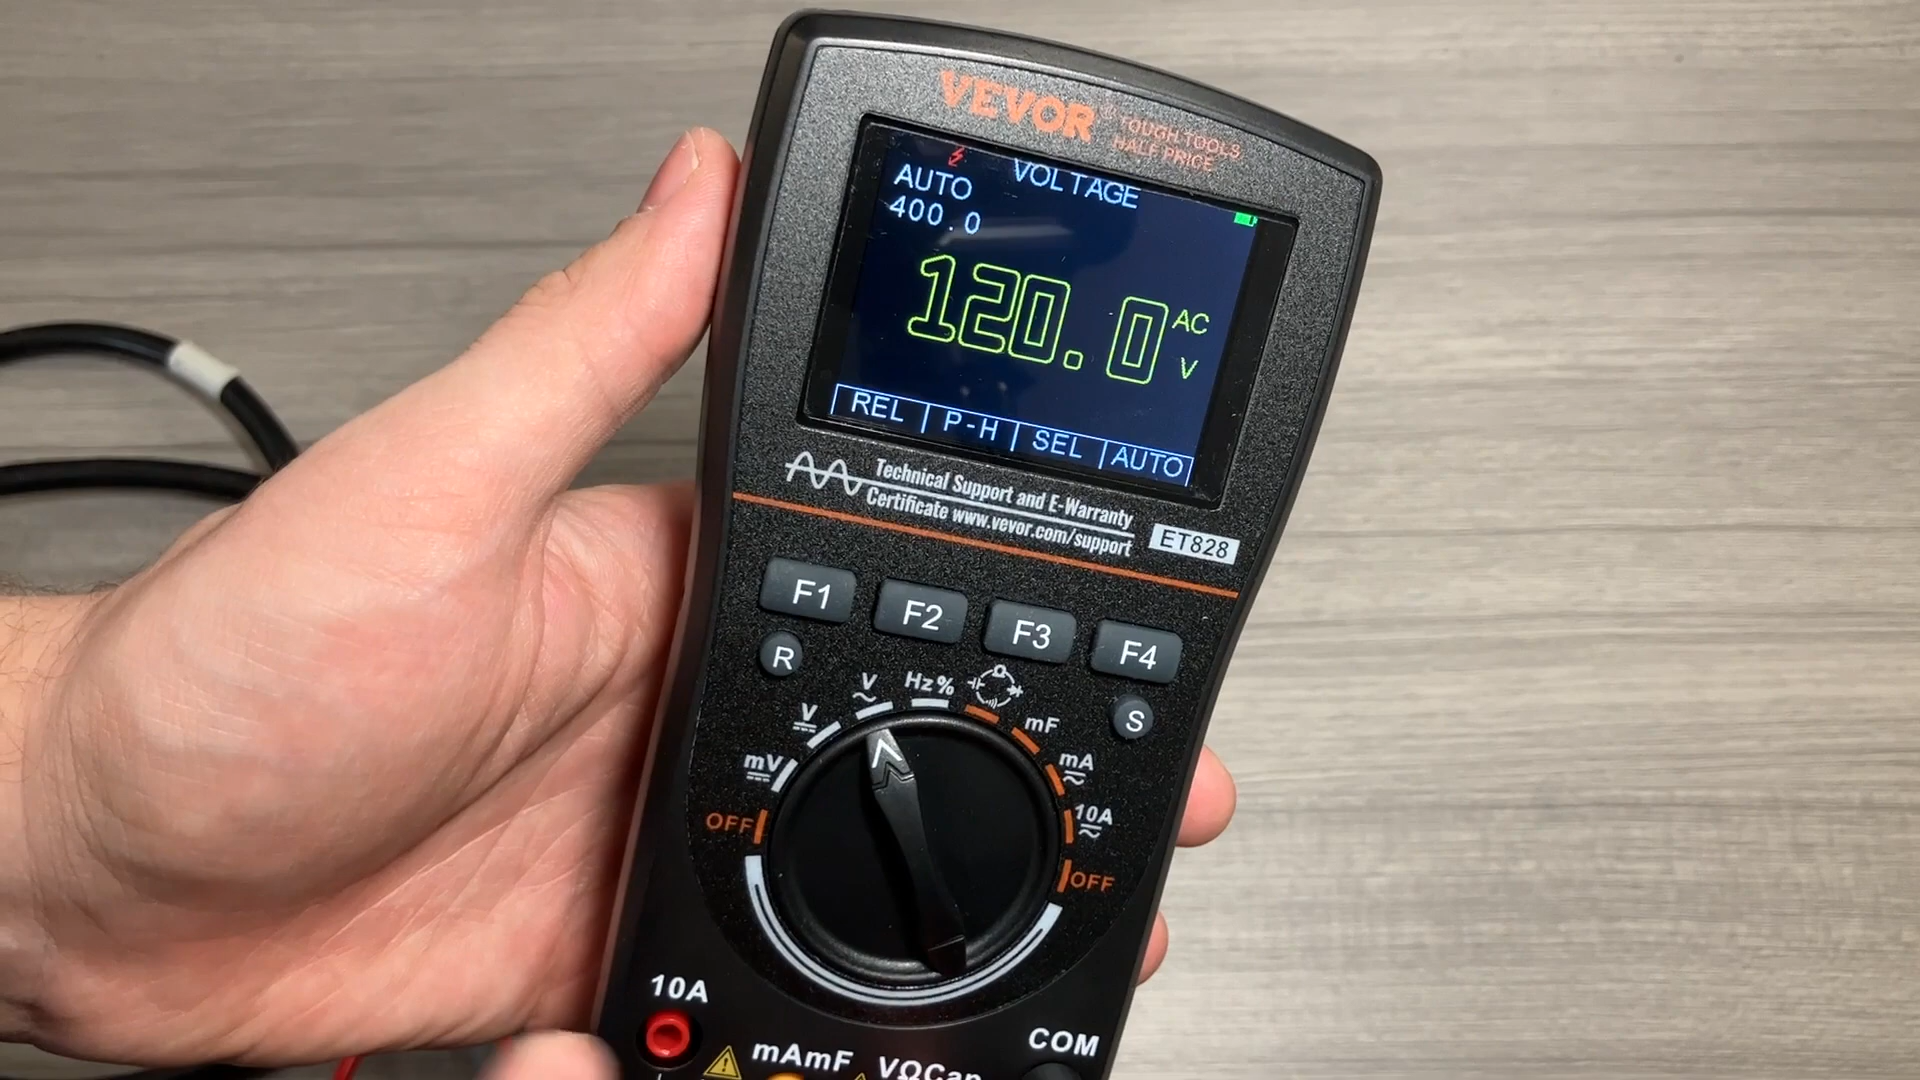 VEVOR® TOUGH TOOLS
HALF PRICE
VOLTAGE
AUTO
400.0
120.0 AC
V
REL P-H SEL AUTO
Technical Support and E-Warranty
Certificate www.vevor.com/support
ET828
F1 F2 F3 F4
R
S
V
Hz%
V
mF
mV
mA
10A
OFF
OFF
10A
COM
mAmF
VΩCap